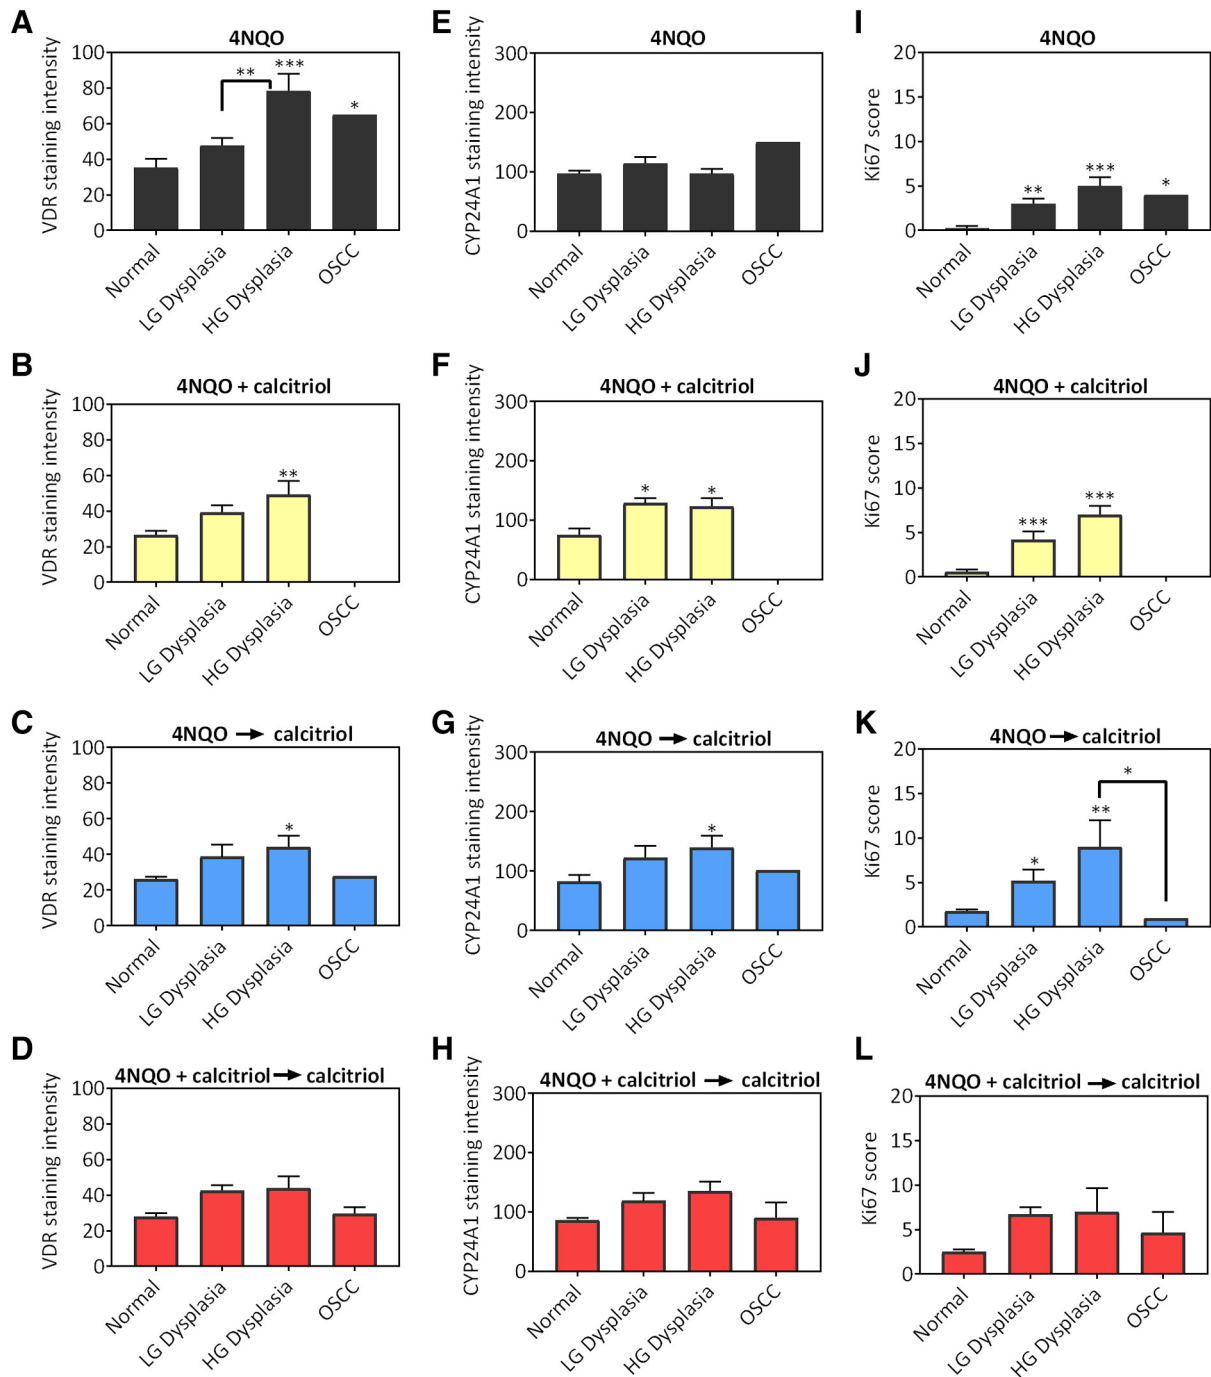 A
4NQO
VDR staining intensity
100
80
60
40
20
0
**
***
*
Normal
LG Dysplasia
HG Dysplasia
OSCC
E
4NQO
CYP24A1 staining intensity
300
200
100
0
Normal
LG Dysplasia
HG Dysplasia
OSCC
I
4NQO
Ki67 score
20
15
10
5
0
**
***
*
Normal
LG Dysplasia
HG Dysplasia
OSCC
B
4NQO + calcitriol
VDR staining intensity
100
80
60
40
20
0
**
Normal
LG Dysplasia
HG Dysplasia
OSCC
F
4NQO + calcitriol
CYP24A1 staining intensity
300
200
100
0
*
*
Normal
LG Dysplasia
HG Dysplasia
OSCC
J
4NQO + calcitriol
Ki67 score
20
15
10
5
0
***
***
Normal
LG Dysplasia
HG Dysplasia
OSCC
C
4NQO → calcitriol
VDR staining intensity
100
80
60
40
20
0
*
Normal
LG Dysplasia
HG Dysplasia
OSCC
G
4NQO → calcitriol
CYP24A1 staining intensity
300
200
100
0
*
Normal
LG Dysplasia
HG Dysplasia
OSCC
K
4NQO → calcitriol
Ki67 score
20
15
10
5
0
*
**
*
Normal
LG Dysplasia
HG Dysplasia
OSCC
D
4NQO + calcitriol → calcitriol
VDR staining intensity
100
80
60
40
20
0
Normal
LG Dysplasia
HG Dysplasia
OSCC
H
4NQO + calcitriol → calcitriol
CYP24A1 staining intensity
300
200
100
0
Normal
LG Dysplasia
HG Dysplasia
OSCC
L
4NQO + calcitriol → calcitriol
Ki67 score
20
15
10
5
0
Normal
LG Dysplasia
HG Dysplasia
OSCC